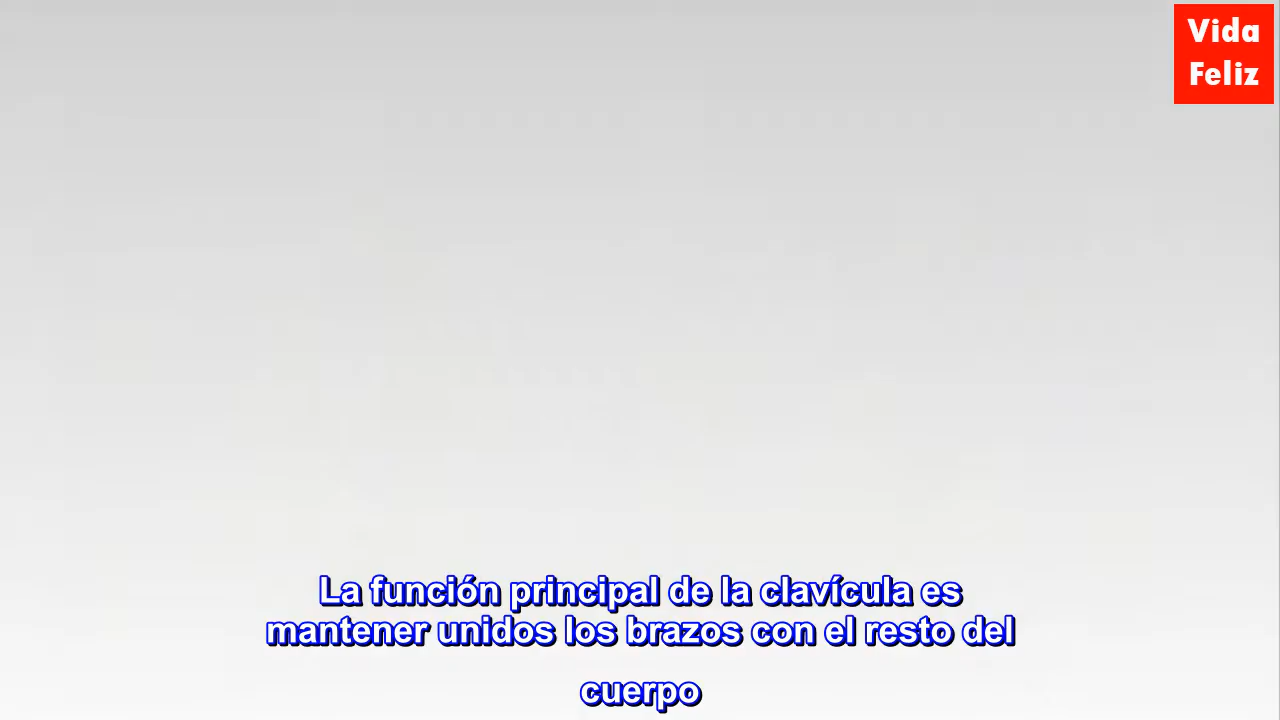 Vida
Feliz
La función principal de la clavícula es
mantener unidos los brazos con el resto del
cuerpo